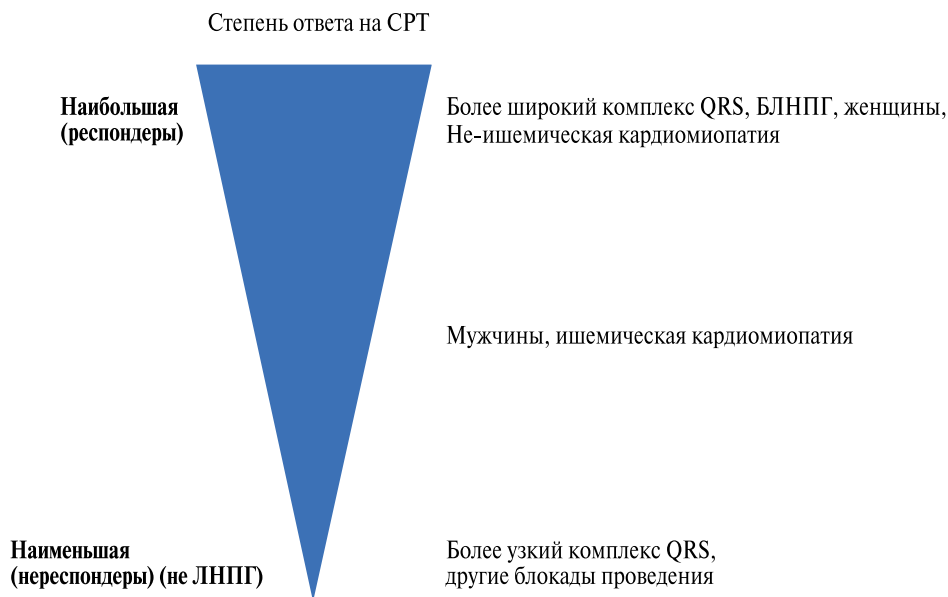 Степень ответа на СРТ
Наибольшая
(респондеры)
Более широкий комплекс QRS, БЛНПГ, женщины,
Не-ишемическая кардиомиопатия
Мужчины, ишемическая кардиомиопатия
Наименьшая
(нереспондеры) (не ЛНПГ)
Более узкий комплекс QRS,
другие блокады проведения